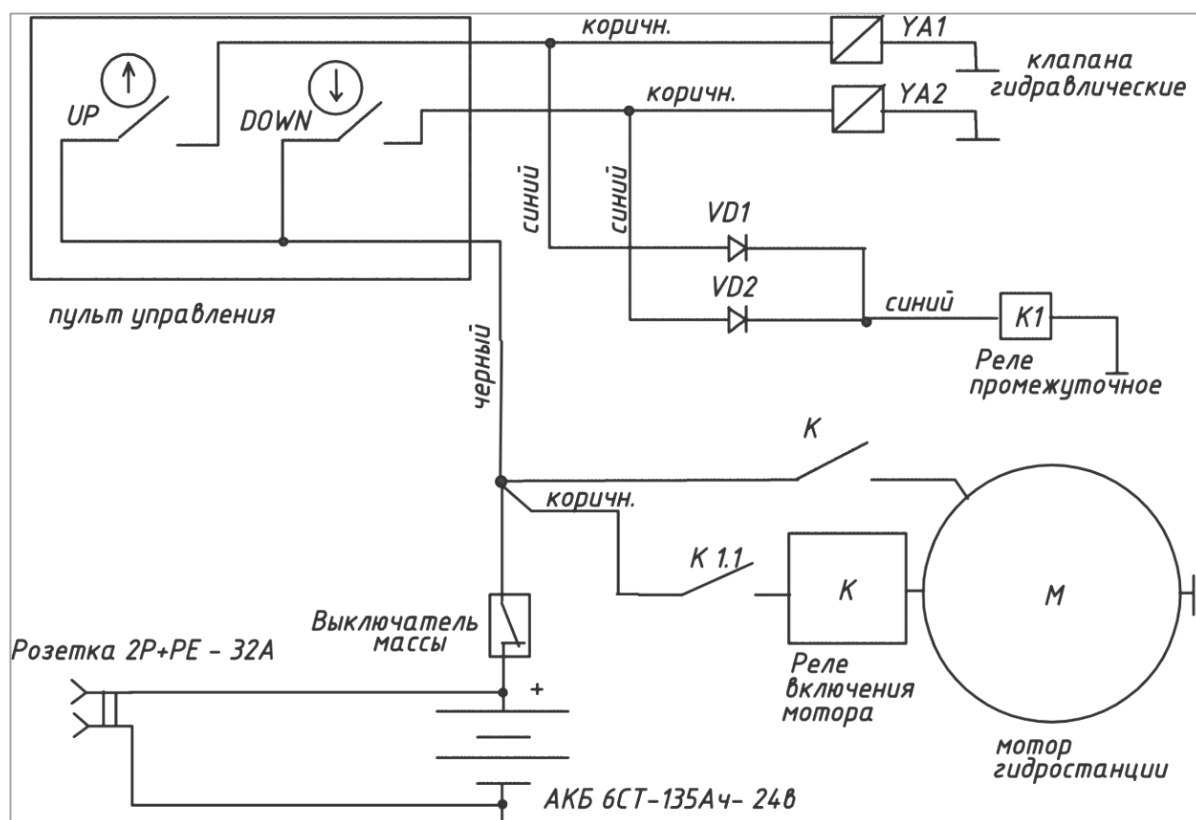 коричн.
YA1
клапана
гидравлические
UP
DOWN
коричн.
YA2
синий
синий
VD1
VD2
синий
K1
Реле
промежуточное
пульт управления
черный
K
коричн.
K 1.1
K
M
Выключатель
массы
Розетка 2P+PE - 32А
+
Реле
включения
мотора
мотор
гидростанции
АКБ 6СТ-135Ач- 24в